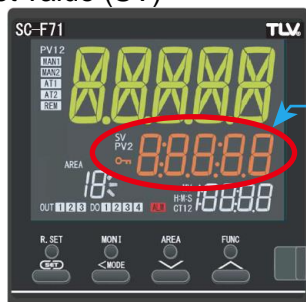 SC-F71 TLV
PV12
MAN1
MAN2
AT1
AT2
REM
8.8.8.8.8
SV
PV2
8:8:8:8:8
AREA
OUT 1 2 3 DO 1 2 3 4
H:M:S
CT12
R. SET MONI AREA FUNC
SET <MODE